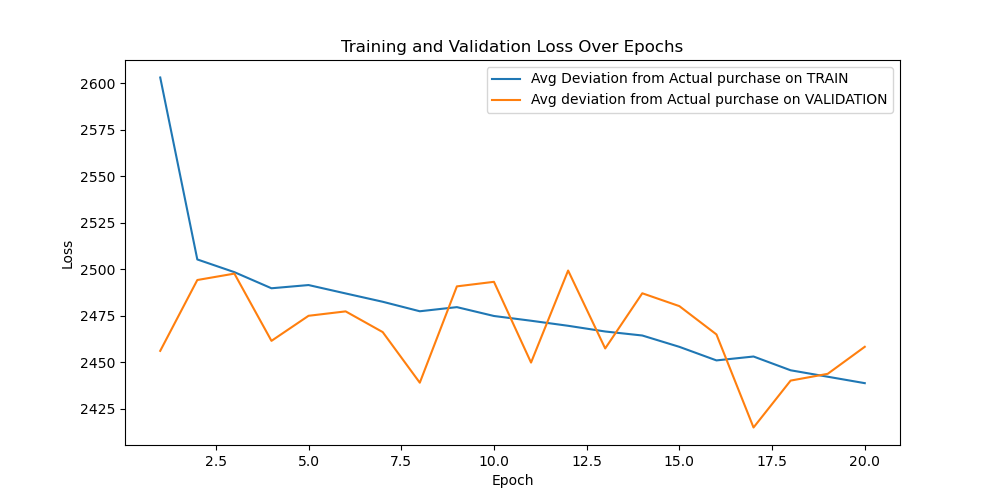 Training and Validation Loss Over Epochs
Avg Deviation from Actual purchase on TRAIN
Avg deviation from Actual purchase on VALIDATION
2600
2575
2550
2525
2500
2475
2450
2425
Loss
2.5 5.0 7.5 10.0 12.5 15.0 17.5 20.0
Epoch